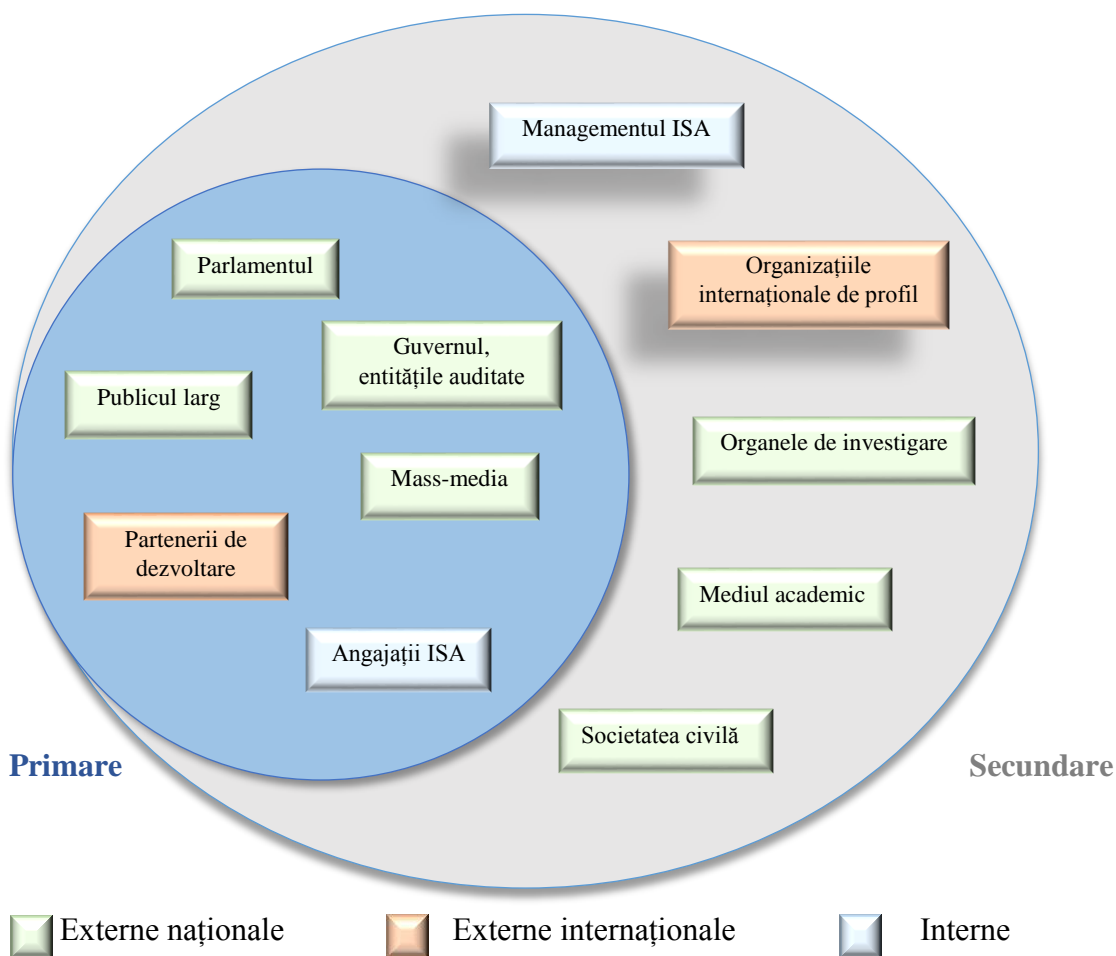 Managementul ISA
Parlamentul
Organizațiile
internaționale de profil
Guvernul,
entitățile auditate
Publicul larg
Organele de investigare
Mass-media
Partenerii de
dezvoltare
Mediul academic
Angajații ISA
Societatea civilă
Primare
Secundare
Externe naționale
Externe internaționale
Interne